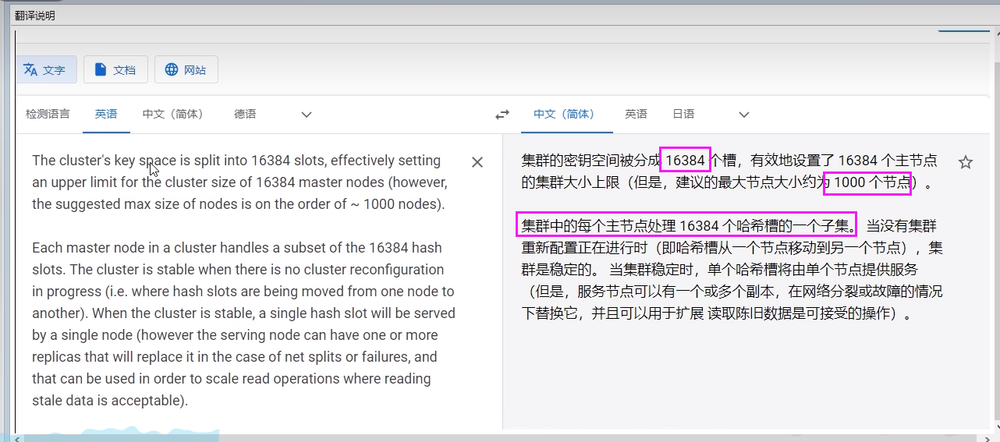 翻译说明
文字 文档 网站
检测语言 英语 中文（简体） 德语 中文（简体） 英语 日语
The cluster's key space is split into 16384 slots, effectively setting
an upper limit for the cluster size of 16384 master nodes (however,
the suggested max size of nodes is on the order of ~ 1000 nodes).
Each master node in a cluster handles a subset of the 16384 hash
slots. The cluster is stable when there is no cluster reconfiguration
in progress (i.e. where hash slots are being moved from one node to
another). When the cluster is stable, a single hash slot will be served
by a single node (however the serving node can have one or more
replicas that will replace it in the case of net splits or failures, and
that can be used in order to scale read operations where reading
stale data is acceptable).
集群的密钥空间被分成 16384 个槽，有效地设置了 16384 个主节点
的集群大小上限（但是，建议的最大节点大小约为 1000 个节点）。
集群中的每个主节点处理 16384 个哈希槽的一个子集。 当没有集群
重新配置正在进行时（即哈希槽从一个节点移动到另一个节点），集
群是稳定的。 当集群稳定时，单个哈希槽将由单个节点提供服务
（但是，服务节点可以有一个或多个副本，在网络分裂或故障的情况
下替换它，并且可以用于扩展 读取陈旧数据是可接受的操作）。